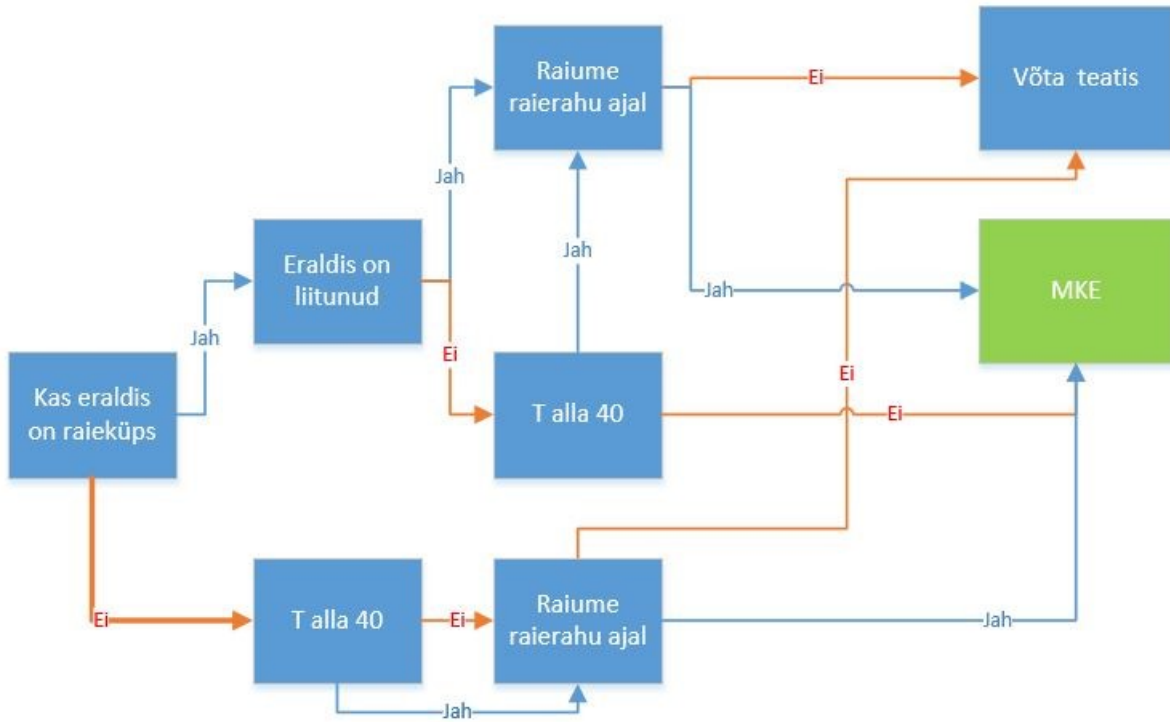 Raiume
raierahu ajal
Ei
Võta teatis
Jah
Eraldis on
liitunud
Jah
Jah
MKE
Jah
Ei
Ei
Kas eraldis
on raieküps
T alla 40
Ei
Ei
T alla 40
Ei
Raiume
raierahu ajal
Jah
Jah